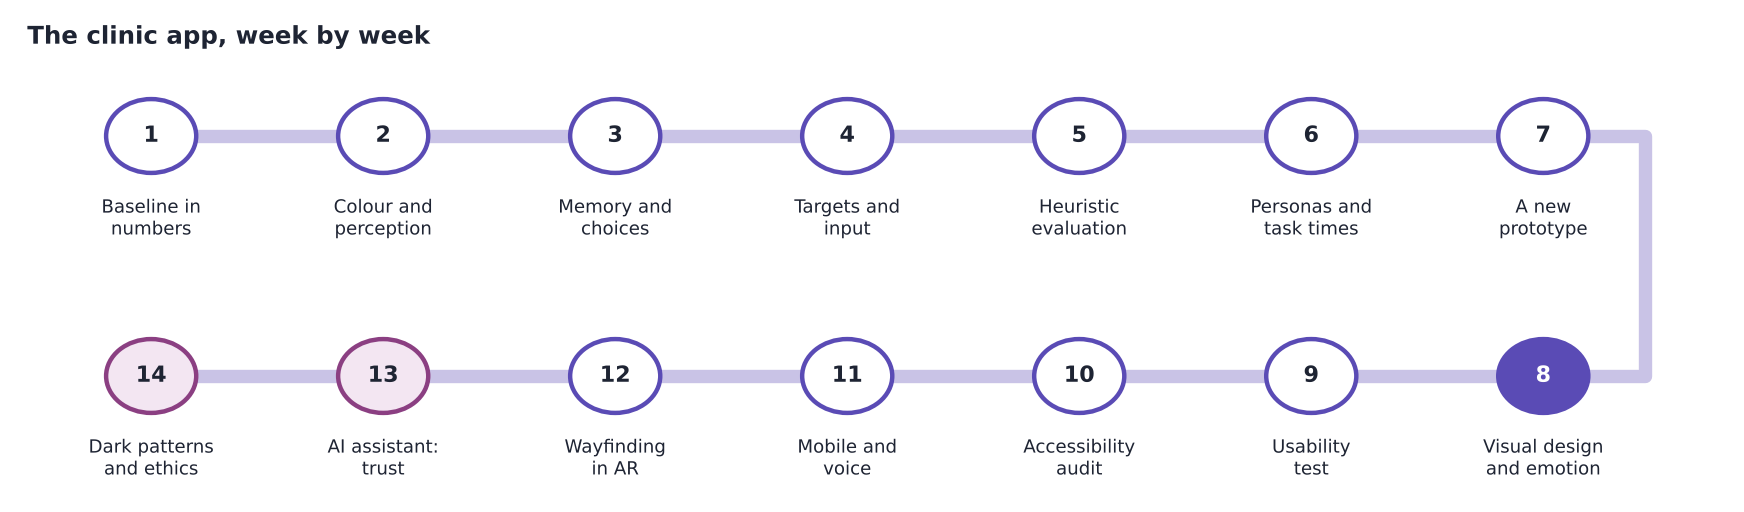 The clinic app, week by week
1
2
3
4
5
6
7
Baseline in
numbers
Colour and
perception
Memory and
choices
Targets and
input
Heuristic
evaluation
Personas and
task times
A new
prototype
14
13
12
11
10
9
8
Dark patterns
and ethics
AI assistant:
trust
Wayfinding
in AR
Mobile and
voice
Accessibility
audit
Usability
test
Visual design
and emotion